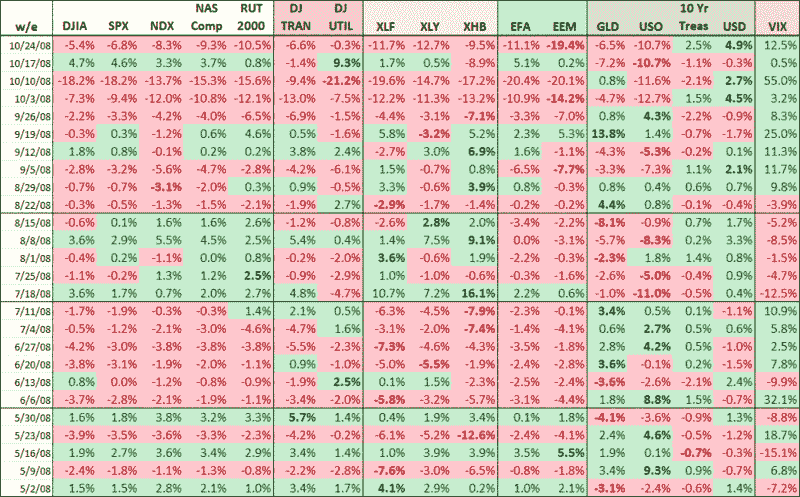 10 Yr
NAS RUT DJ DJ
w/e DJIA SPX NDX Comp 2000 TRAN UTIL XLF XLY XHB EFA EEM GLD USO Treas USD VIX
10/24/08 -5.4% -6.8% -8.3% -9.3% -10.5% -6.6% -0.3% -11.7% -12.7% -9.5% -11.1% -19.4% -6.5% -10.7% 2.5% 4.9% 12.5%
10/17/08 4.7% 4.6% 3.3% 3.7% 0.8% -1.4% 9.3% 1.7% 0.5% -8.9% 5.1% 0.2% -7.2% -10.7% -1.1% -0.3% 0.5%
10/10/08 -18.2% -18.2% -13.7% -15.3% -15.6% -9.4% -21.2% -19.6% -14.7% -17.2% -20.4% -20.1% 0.8% -11.6% -2.1% 2.7% 55.0%
10/3/08 -7.3% -9.4% -12.0% -10.8% -12.1% -13.0% -7.5% -12.2% -11.3% -13.2% -10.9% -14.2% -4.7% -12.7% 1.5% 4.5% 3.2%
9/26/08 -2.2% -3.3% -4.2% -4.0% -6.5% -6.9% -1.5% -4.4% -3.1% -7.1% -3.3% -7.0% 0.8% 4.3% -2.2% -0.9% 8.3%
9/19/08 -0.3% 0.3% -1.2% 0.6% 4.6% 0.5% -1.6% 5.8% -3.2% 5.2% 2.3% 5.3% 13.8% 1.4% -0.7% -1.7% 25.0%
9/12/08 1.8% 0.8% -0.1% 0.2% 0.2% 3.8% 2.4% -2.7% 3.0% 6.9% 1.6% -1.1% -4.3% -5.3% -0.2% 0.1% 11.3%
9/5/08 -2.8% -3.2% -5.6% -4.7% -2.8% -4.2% -6.1% 1.5% -0.7% 0.8% -6.5% -7.7% -3.3% -7.3% 1.1% 2.1% 11.7%
8/29/08 -0.7% -0.7% -3.1% -2.0% 0.3% 0.9% -0.5% 3.3% -0.6% 3.9% 0.8% -0.3% 0.8% 0.4% 0.6% 0.7% 9.8%
8/22/08 -0.3% -0.5% -1.3% -1.5% -2.1% -1.9% 2.7% -2.9% -1.7% -1.4% -0.2% -0.2% 4.4% 0.8% -0.1% -0.4% -3.9%
8/15/08 -0.6% 0.1% 1.6% 1.6% 2.6% -1.2% -0.8% -2.6% 2.8% 2.0% -3.4% -2.2% -8.1% -0.9% 0.7% 1.7% -5.2%
8/8/08 3.6% 2.9% 5.5% 4.5% 2.5% 5.4% 0.4% 1.4% 7.5% 9.1% 0.0% -3.1% -5.7% -8.3% 0.2% 3.3% -8.5%
8/1/08 -0.4% 0.2% -1.1% 0.0% 0.8% -0.2% -2.0% 3.6% -0.6% 1.9% -2.2% -0.3% -2.3% 1.8% 1.4% 0.8% -1.5%
7/25/08 -1.1% -0.2% 1.3% 1.2% 2.5% -0.9% -2.9% 1.0% -1.0% -0.6% -0.3% -1.6% -2.6% -5.0% -0.4% 0.9% -4.7%
7/18/08 3.6% 1.7% 0.7% 2.0% 2.7% 4.8% -4.7% 10.7% 7.2% 16.1% 2.2% 0.6% -1.0% -11.0% -0.5% 0.4% -12.5%
7/11/08 -1.7% -1.9% -0.3% -0.3% 1.4% 2.1% 0.5% -6.3% -4.5% -7.9% -2.3% -0.1% 3.4% 0.5% 0.1% -1.1% 10.9%
7/4/08 -0.5% -1.2% -2.1% -3.0% -4.6% -4.7% 1.6% -3.1% -2.0% -7.4% -1.4% -4.1% 0.6% 2.7% 0.5% 0.6% 5.8%
6/27/08 -4.2% -3.0% -3.8% -3.8% -3.8% -5.5% -2.3% -7.3% -4.6% -4.3% -0.5% -3.5% 2.8% 4.2% -0.5% -1.0% 2.5%
6/20/08 -3.8% -3.1% -1.9% -2.0% -1.1% 0.9% -1.0% -5.0% -5.5% -1.9% -2.4% -2.8% 3.6% -0.1% 0.2% -1.5% 7.8%
6/13/08 0.8% 0.0% -1.2% -0.8% -0.9% -1.9% 2.5% 0.1% 1.5% -2.3% -2.5% -2.4% -3.6% -2.6% -2.1% 2.4% -9.9%
6/6/08 -3.7% -2.8% -2.1% -1.9% -1.1% -3.4% -2.0% -5.8% -3.2% -5.7% -3.1% -4.4% 1.8% 8.8% 1.5% -0.7% 32.1%
5/30/08 1.6% 1.8% 3.8% 3.2% 3.3% 5.7% 1.4% 0.4% 1.9% 3.4% 0.1% 1.8% -4.1% -3.6% -0.9% 1.3% -8.8%
5/23/08 -3.9% -3.5% -3.6% -3.3% -2.3% -4.2% -0.2% -6.1% -5.2% -12.6% -2.4% -4.1% 2.4% 4.6% -0.5% -1.2% 18.7%
5/16/08 1.9% 2.7% 3.6% 3.4% 2.9% 3.4% 1.4% 1.0% 3.9% 3.9% 3.5% 5.5% 1.9% 0.1% -0.7% -0.3% -15.1%
5/9/08 -2.4% -1.8% -1.1% -1.3% -0.8% -2.2% -2.8% -7.6% -3.0% -6.5% -0.8% -1.8% 3.4% 9.3% 0.9% -0.7% 6.8%
5/2/08 1.5% 1.5% 2.8% 2.1% 1.0% 3.4% 1.7% 4.1% 2.9% 0.2% 1.0% 2.1% -3.1% -2.4% -0.6% 1.4% -7.2%